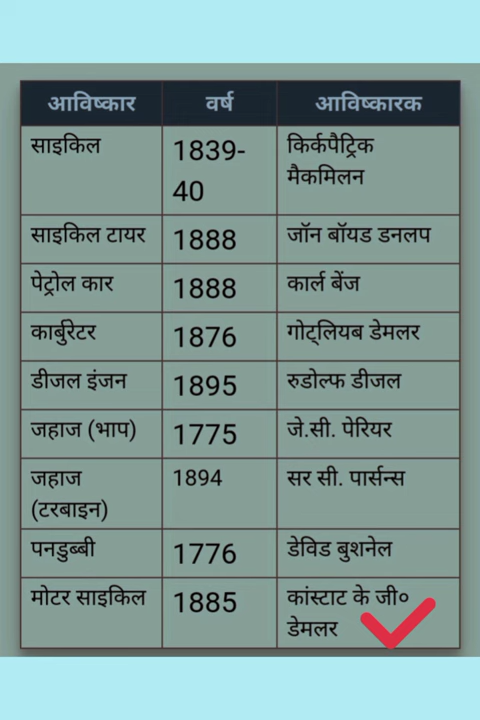 आविष्कार वर्ष आविष्कारक
साइकिल 1839- किर्कपैट्रिक
40 मैकमिलन
साइकिल टायर 1888 जॉन बॉयड डनलप
पेट्रोल कार 1888 कार्ल बेंज
कार्बुरेटर 1876 गोट्लियब डेमलर
डीजल इंजन 1895 रुडोल्फ डीजल
जहाज (भाप) 1775 जे.सी. पेरियर
जहाज 1894 सर सी. पार्सन्स
(टरबाइन)
पनडुब्बी 1776 डेविड बुशनेल
मोटर साइकिल 1885 कांस्टाट के जी०
डेमलर